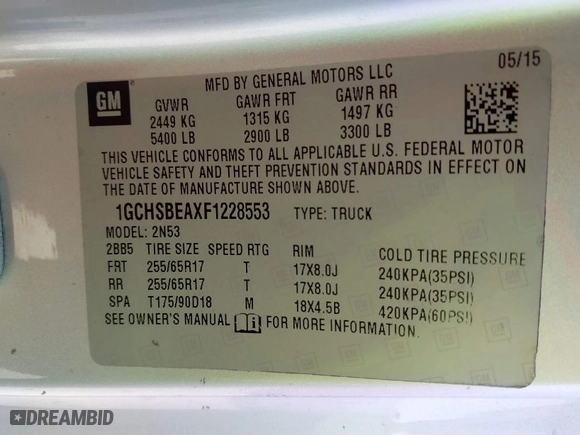 05/15
MFD BY GENERAL MOTORS LLC
GM
GVWR GAWR FRT GAWR RR
2449 KG 1315 KG 1497 KG
5400 LB 2900 LB 3300 LB
THIS VEHICLE CONFORMS TO ALL APPLICABLE U.S. FEDERAL MOTOR
VEHICLE SAFETY AND THEFT PREVENTION STANDARDS IN EFFECT ON
THE DATE OF MANUFACTURE SHOWN ABOVE.
1GCHSBEAXF1228553 TYPE: TRUCK
MODEL: 2N53
2BB5 TIRE SIZE SPEED RTG RIM COLD TIRE PRESSURE
FRT 255/65R17 T 17X8.0J 240KPA(35PSI)
RR 255/65R17 T 17X8.0J 240KPA(35PSI)
SPA T175/90D18 M 18X4.5B 420KPA(60PSI)
SEE OWNER'S MANUAL FOR MORE INFORMATION.
DREAMBID